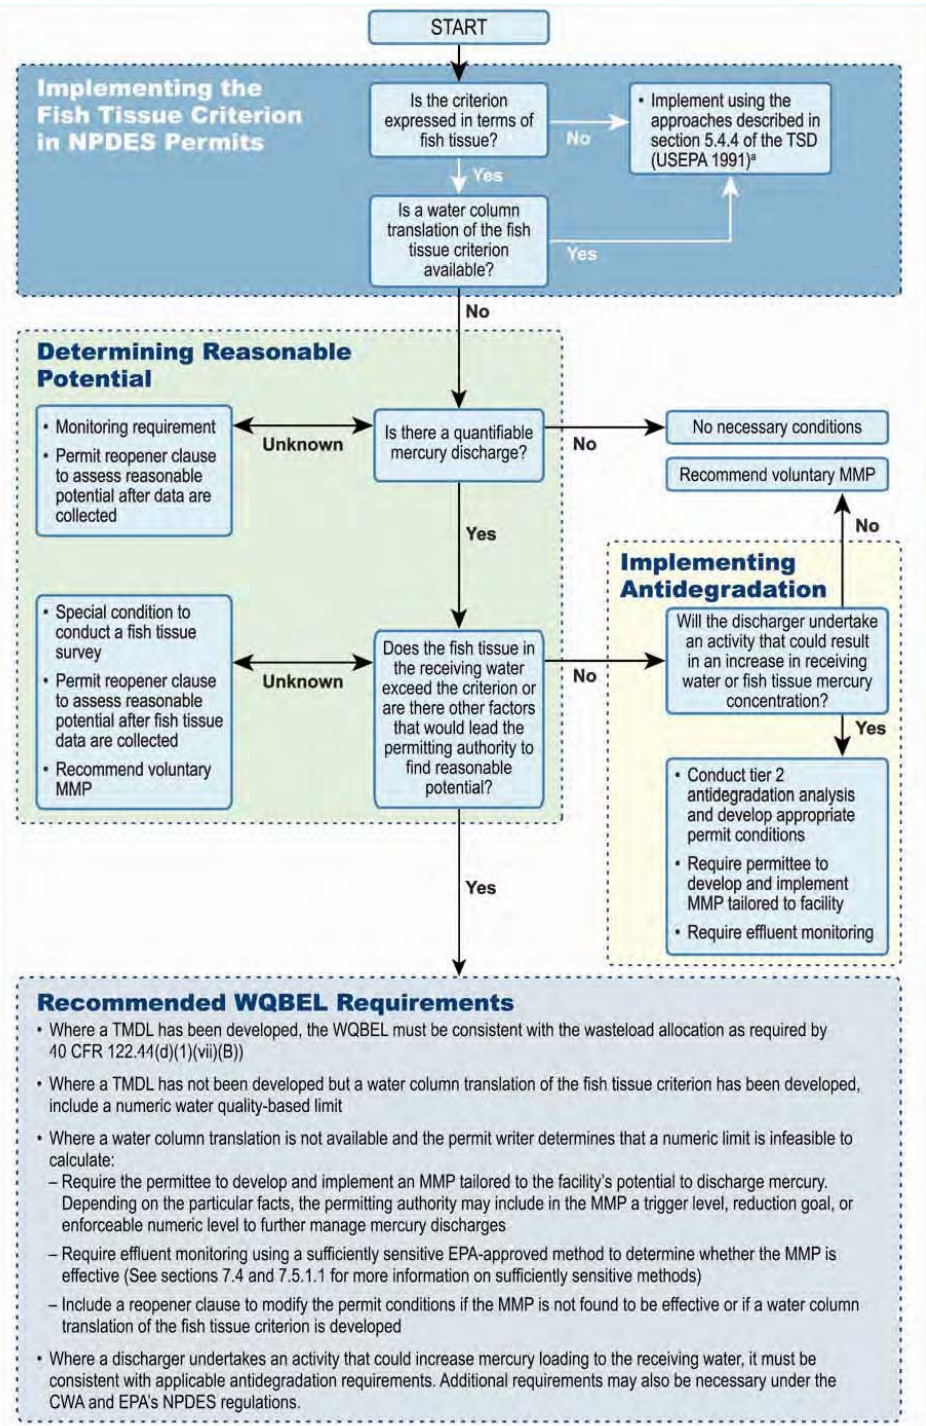 START
Implementing the
Fish Tissue Criterion
in NPDES Permits
Is the criterion
expressed in terms of
fish tissue?
No
• Implement using the
approaches described in
section 5.4.4 of the TSD
(USEPA 1991)ª
Yes
Is a water column
translation of the fish
tissue criterion
available?
Yes
No
Determining Reasonable
Potential
• Monitoring requirement
• Permit reopener clause
to assess reasonable
potential after data are
collected
Unknown
Is there a quantifiable
mercury discharge?
No
No necessary conditions
Recommend voluntary MMP
No
Yes
Implementing
Antidegradation
• Special condition to
conduct a fish tissue
survey
• Permit reopener clause
to assess reasonable
potential after fish tissue
data are collected
• Recommend voluntary
MMP
Unknown
Does the fish tissue in
the receiving water
exceed the criterion or
are there other factors
that would lead the
permitting authority to
find reasonable
potential?
No
Will the discharger undertake
an activity that could result
in an increase in receiving
water or fish tissue mercury
concentration?
Yes
• Conduct tier 2
antidegradation analysis
and develop appropriate
permit conditions
• Require permittee to
develop and implement
MMP tailored to facility
• Require effluent monitoring
Yes
Recommended WQBEL Requirements
• Where a TMDL has been developed, the WQBEL must be consistent with the wasteload allocation as required by
40 CFR 122.44(d)(1)(vii)(B))
• Where a TMDL has not been developed but a water column translation of the fish tissue criterion has been developed,
include a numeric water quality-based limit
• Where a water column translation is not available and the permit writer determines that a numeric limit is infeasible to
calculate:
– Require the permittee to develop and implement an MMP tailored to the facility's potential to discharge mercury.
Depending on the particular facts, the permitting authority may include in the MMP a trigger level, reduction goal, or
enforceable numeric level to further manage mercury discharges
– Require effluent monitoring using a sufficiently sensitive EPA-approved method to determine whether the MMP is
effective (See sections 7.4 and 7.5.1.1 for more information on sufficiently sensitive methods)
– Include a reopener clause to modify the permit conditions if the MMP is not found to be effective or if a water column
translation of the fish tissue criterion is developed
• Where a discharger undertakes an activity that could increase mercury loading to the receiving water, it must be
consistent with applicable antidegradation requirements. Additional requirements may also be necessary under the
CWA and EPA's NPDES regulations.